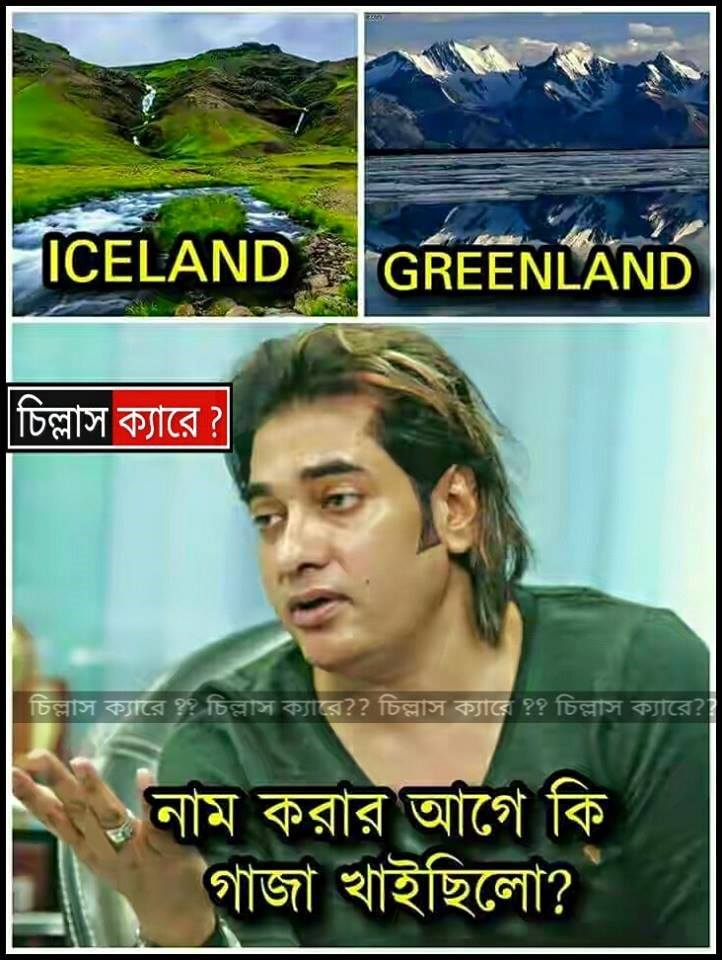 ICELAND
GREENLAND
চিল্লাস ক্যারে ?
চিল্লাস ক্যারে ?? চিল্লাস ক্যারে?? চিল্লাস ক্যারে ?? চিল্লাস ক্যারে??
নাম করার আগে কি
গাজা খাইছিলো?